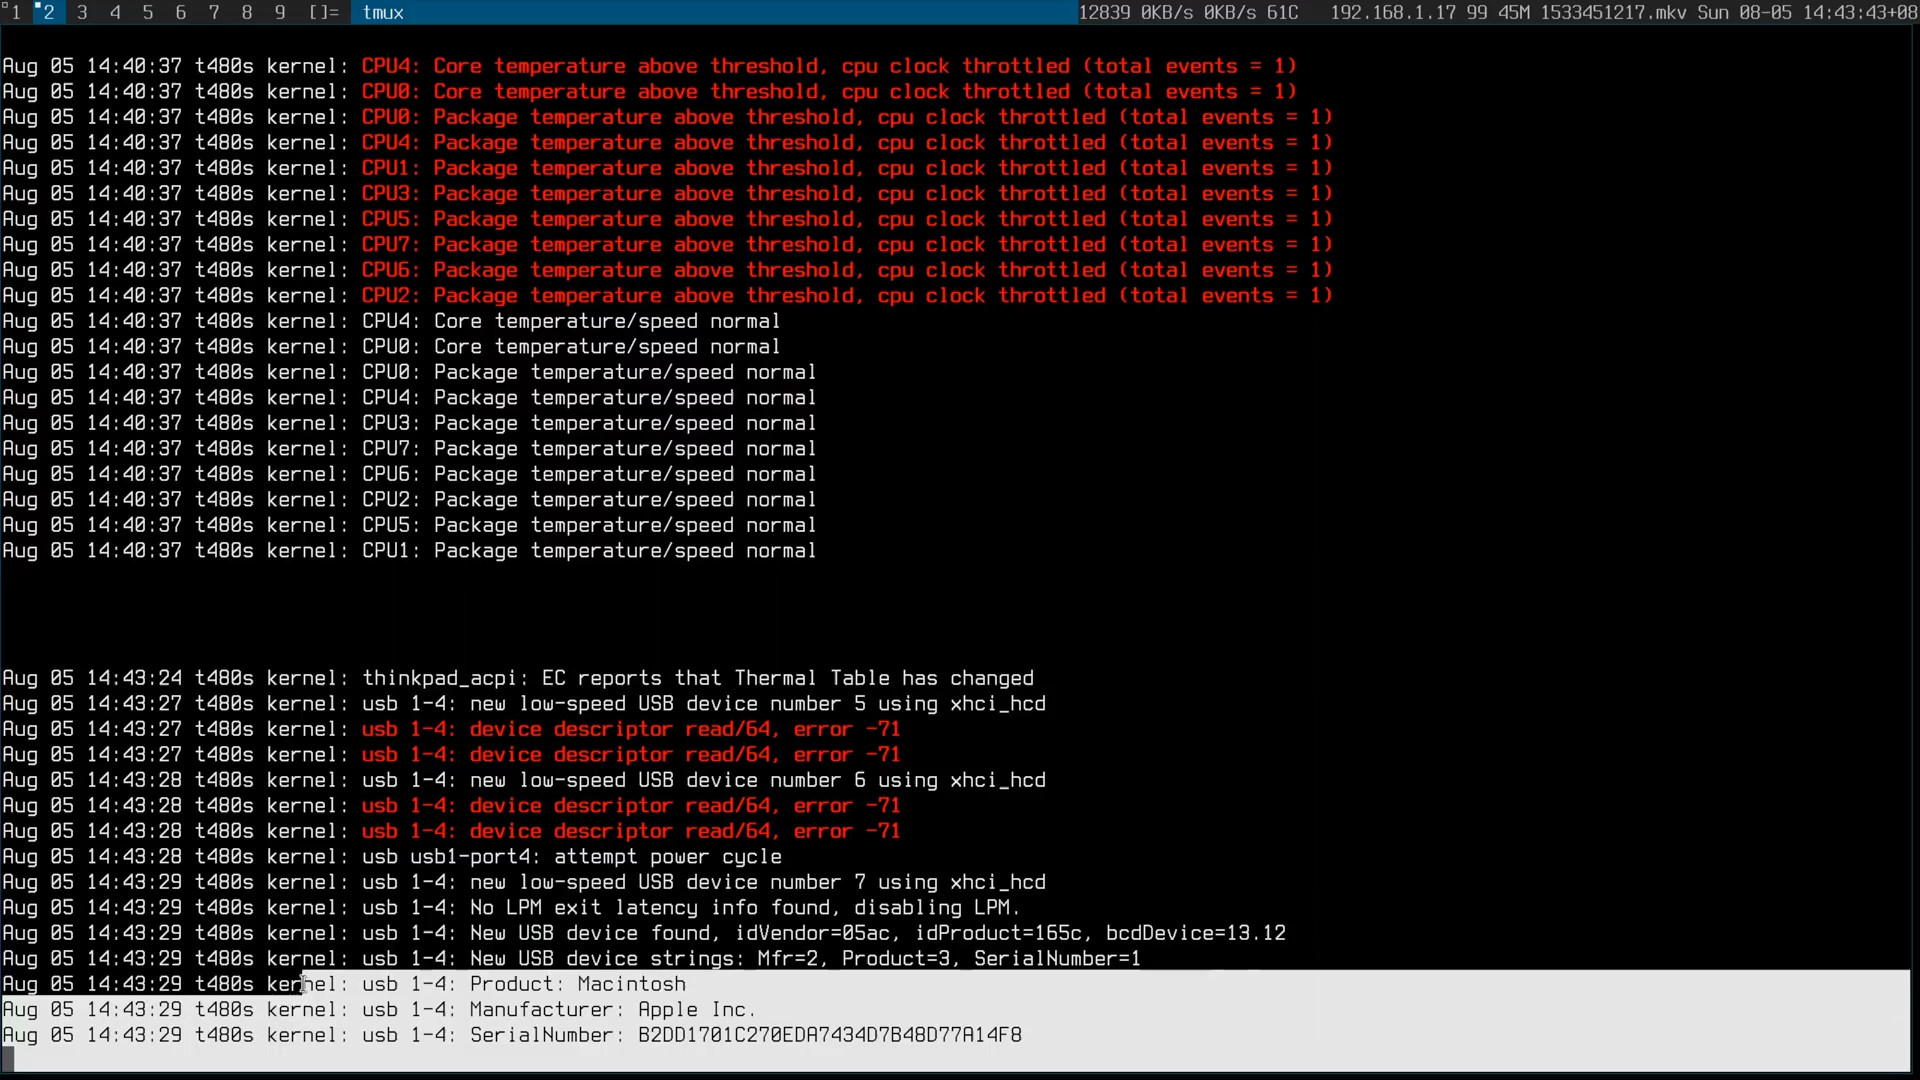 1 2 3 4 5 6 7 8 9 []= tmux 12839 0KB/s 0KB/s 61C 192.168.1.17 99 45M 1533451217.mkv Sun 08-05 14:43:43+08
Aug 05 14:40:37 t480s kernel: CPU4: Core temperature above threshold, cpu clock throttled (total events = 1)
Aug 05 14:40:37 t480s kernel: CPU0: Core temperature above threshold, cpu clock throttled (total events = 1)
Aug 05 14:40:37 t480s kernel: CPU0: Package temperature above threshold, cpu clock throttled (total events = 1)
Aug 05 14:40:37 t480s kernel: CPU4: Package temperature above threshold, cpu clock throttled (total events = 1)
Aug 05 14:40:37 t480s kernel: CPU1: Package temperature above threshold, cpu clock throttled (total events = 1)
Aug 05 14:40:37 t480s kernel: CPU3: Package temperature above threshold, cpu clock throttled (total events = 1)
Aug 05 14:40:37 t480s kernel: CPU5: Package temperature above threshold, cpu clock throttled (total events = 1)
Aug 05 14:40:37 t480s kernel: CPU7: Package temperature above threshold, cpu clock throttled (total events = 1)
Aug 05 14:40:37 t480s kernel: CPU6: Package temperature above threshold, cpu clock throttled (total events = 1)
Aug 05 14:40:37 t480s kernel: CPU2: Package temperature above threshold, cpu clock throttled (total events = 1)
Aug 05 14:40:37 t480s kernel: CPU4: Core temperature/speed normal
Aug 05 14:40:37 t480s kernel: CPU0: Core temperature/speed normal
Aug 05 14:40:37 t480s kernel: CPU0: Package temperature/speed normal
Aug 05 14:40:37 t480s kernel: CPU4: Package temperature/speed normal
Aug 05 14:40:37 t480s kernel: CPU3: Package temperature/speed normal
Aug 05 14:40:37 t480s kernel: CPU7: Package temperature/speed normal
Aug 05 14:40:37 t480s kernel: CPU6: Package temperature/speed normal
Aug 05 14:40:37 t480s kernel: CPU2: Package temperature/speed normal
Aug 05 14:40:37 t480s kernel: CPU5: Package temperature/speed normal
Aug 05 14:40:37 t480s kernel: CPU1: Package temperature/speed normal
Aug 05 14:43:24 t480s kernel: thinkpad_acpi: EC reports that Thermal Table has changed
Aug 05 14:43:27 t480s kernel: usb 1-4: new low-speed USB device number 5 using xhci_hcd
Aug 05 14:43:27 t480s kernel: usb 1-4: device descriptor read/64, error -71
Aug 05 14:43:27 t480s kernel: usb 1-4: device descriptor read/64, error -71
Aug 05 14:43:28 t480s kernel: usb 1-4: new low-speed USB device number 6 using xhci_hcd
Aug 05 14:43:28 t480s kernel: usb 1-4: device descriptor read/64, error -71
Aug 05 14:43:28 t480s kernel: usb 1-4: device descriptor read/64, error -71
Aug 05 14:43:28 t480s kernel: usb usb1-port4: attempt power cycle
Aug 05 14:43:29 t480s kernel: usb 1-4: new low-speed USB device number 7 using xhci_hcd
Aug 05 14:43:29 t480s kernel: usb 1-4: No LPM exit latency info found, disabling LPM.
Aug 05 14:43:29 t480s kernel: usb 1-4: New USB device found, idVendor=05ac, idProduct=165c, bcdDevice=13.12
Aug 05 14:43:29 t480s kernel: usb 1-4: New USB device strings: Mfr=2, Product=3, SerialNumber=1
Aug 05 14:43:29 t480s kernel: usb 1-4: Product: Macintosh
Aug 05 14:43:29 t480s kernel: usb 1-4: Manufacturer: Apple Inc.
Aug 05 14:43:29 t480s kernel: usb 1-4: SerialNumber: B2DD1701C270EDA7434D7B48D77A14F8